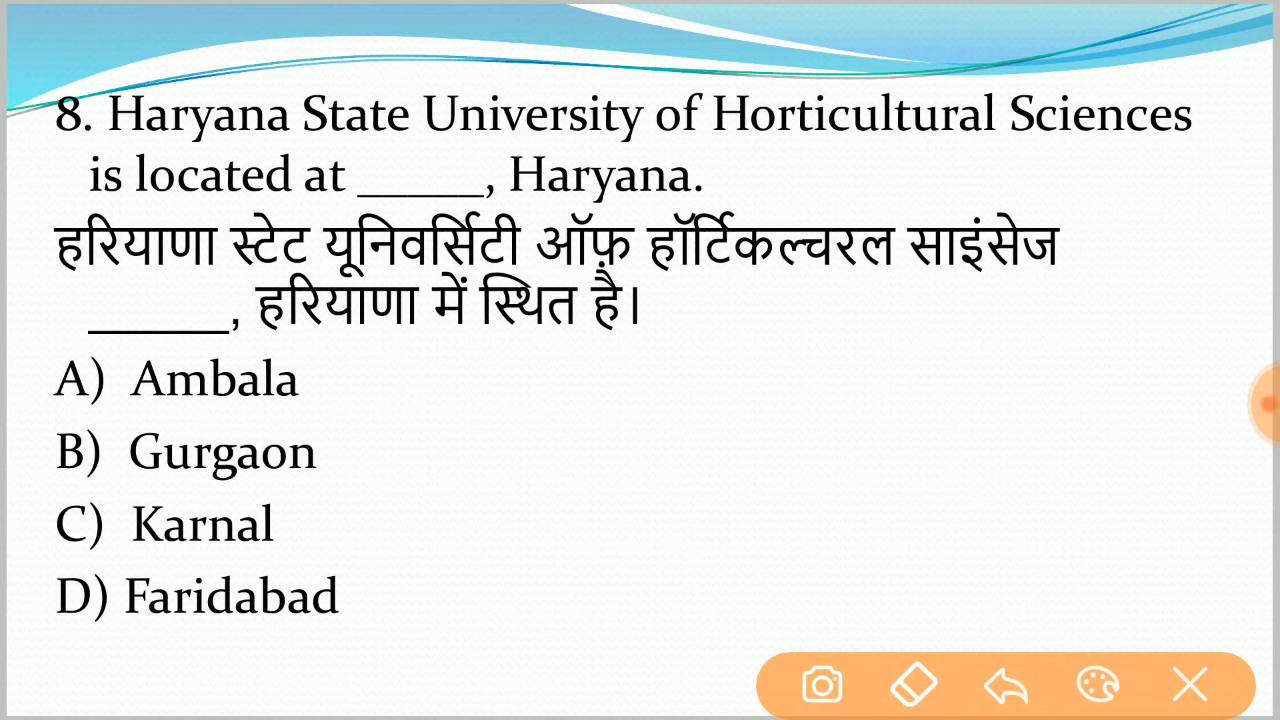 8. Haryana State University of Horticultural Sciences
is located at _____, Haryana.
हरियाणा स्टेट यूनिवर्सिटी ऑफ़ हॉर्टिकल्चरल साइंसेज
_____, हरियाणा में स्थित है।
A) Ambala
B) Gurgaon
C) Karnal
D) Faridabad